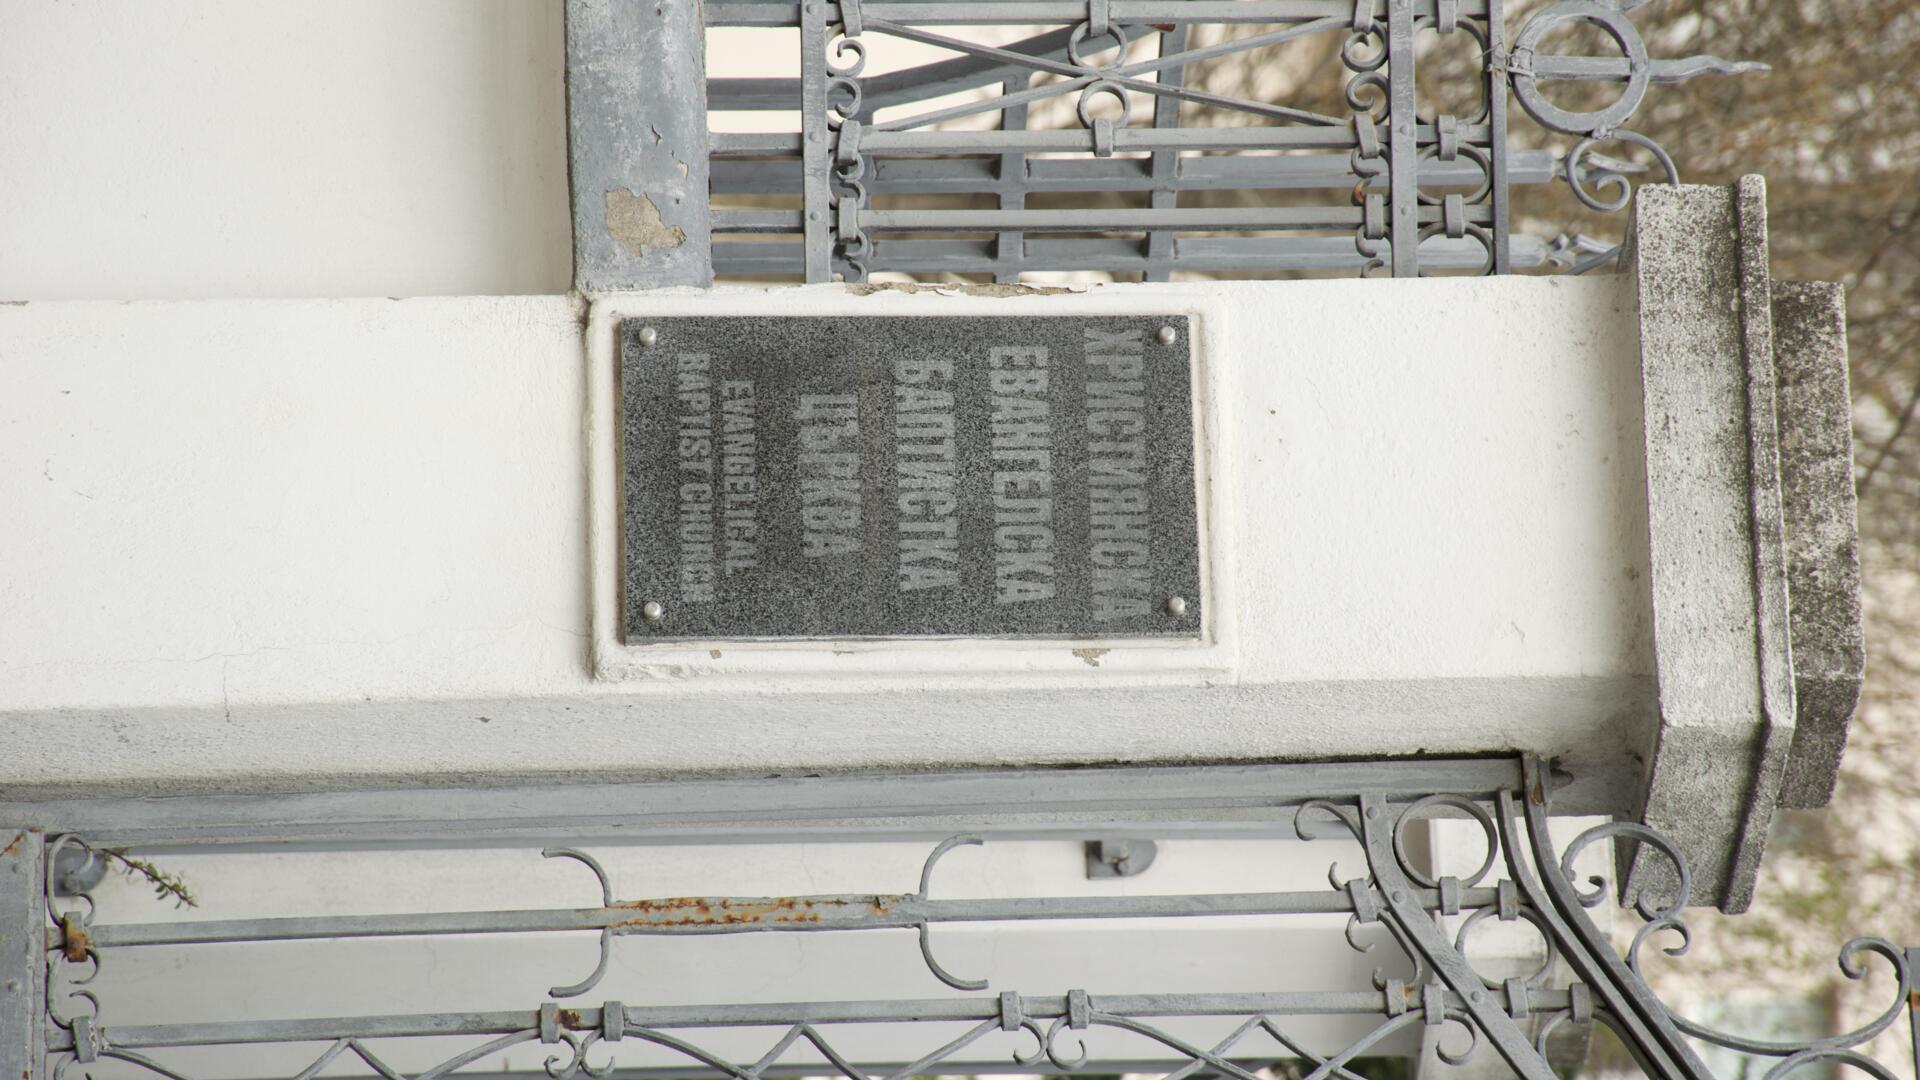 ХРИСТИЯНСКА
ЕВАНГЕЛСКА
БАПТИСТКА
ЦЪРКВА
EVANGELICAL
BAPTIST CHURCH